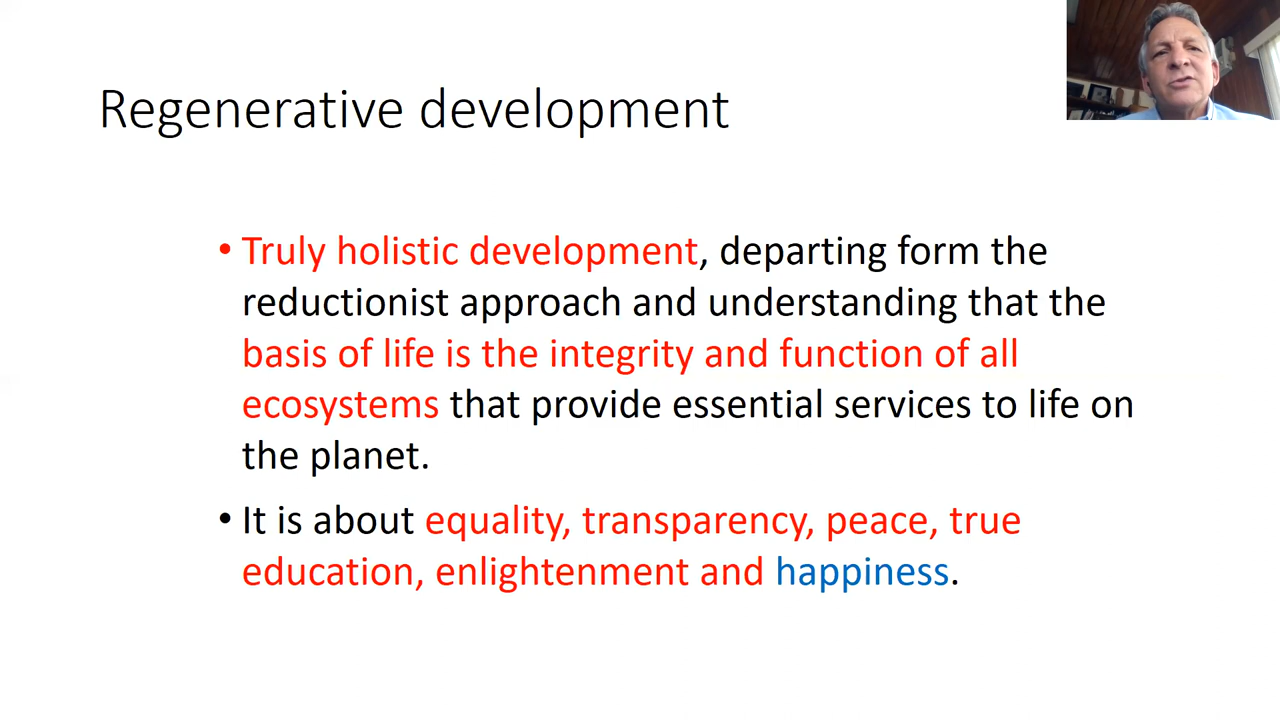 Regenerative development
• Truly holistic development, departing form the
reductionist approach and understanding that the
basis of life is the integrity and function of all
ecosystems that provide essential services to life on
the planet.
• It is about equality, transparency, peace, true
education, enlightenment and happiness.